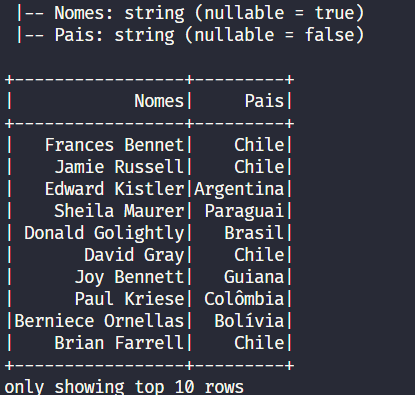 |-- Nomes: string (nullable = true)
|-- Pais: string (nullable = false)
+-----------------+---------+
|            Nomes|     Pais|
+-----------------+---------+
|   Frances Bennet|    Chile|
|    Jamie Russell|    Chile|
|   Edward Kistler|Argentina|
|    Sheila Maurer| Paraguai|
| Donald Golightly|   Brasil|
|       David Gray|    Chile|
|      Joy Bennett|   Guiana|
|      Paul Kriese| Colômbia|
|Berniece Ornellas|  Bolívia|
|    Brian Farrell|    Chile|
+-----------------+---------+
only showing top 10 rows